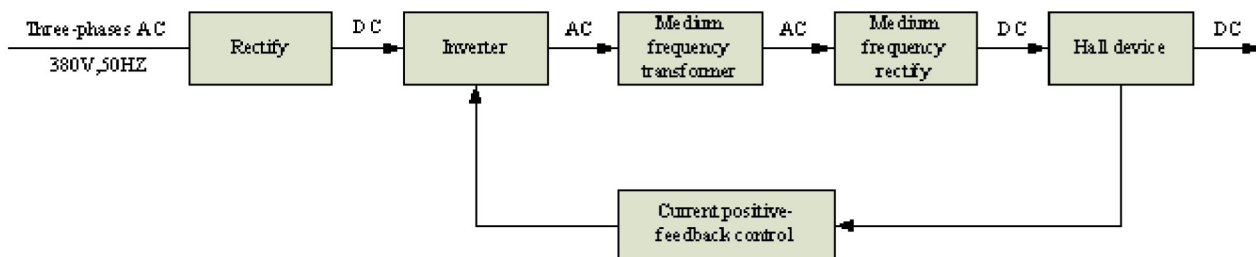 Three-phases AC
380V,50HZ
Rectify
DC
Inverter
AC
Medium
frequency
transformer
AC
Medium
frequency
rectify
DC
Hall device
DC
Current positive-
feedback control